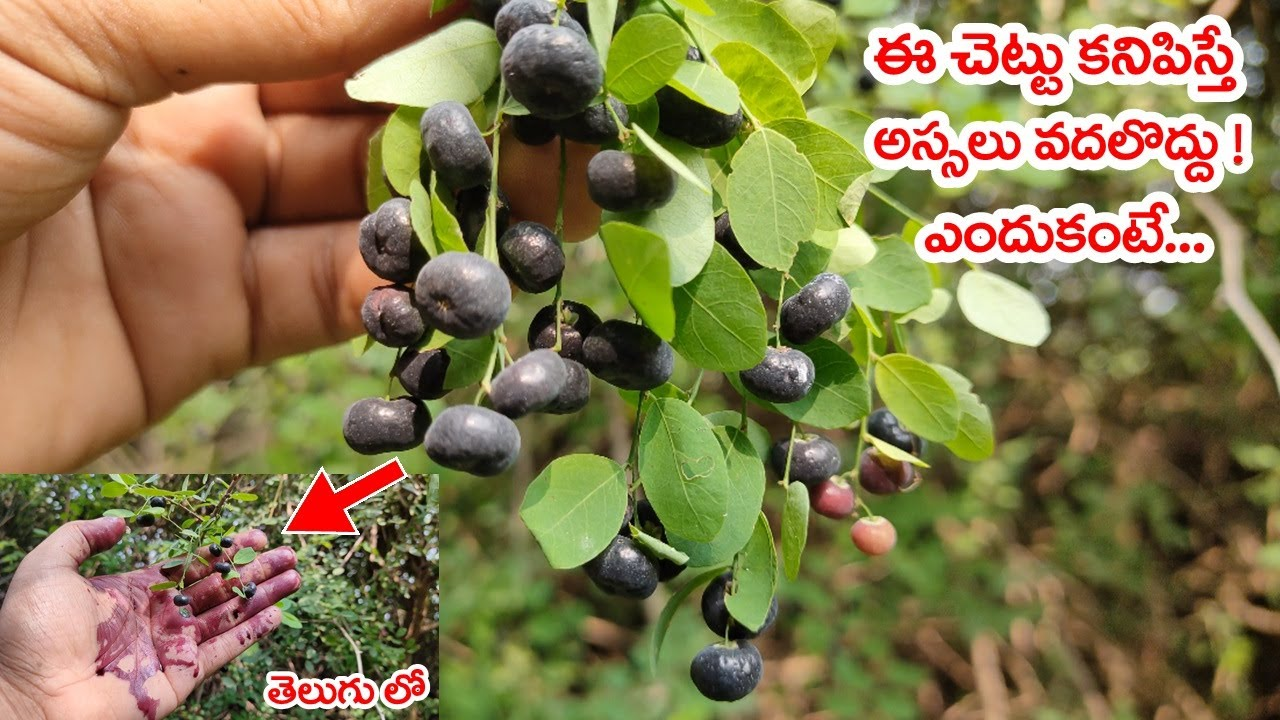 ఈ చెట్టు కనిపిస్తే
అస్సలు వదలొద్దు !
ఎందుకంటే...
తెలుగు లో